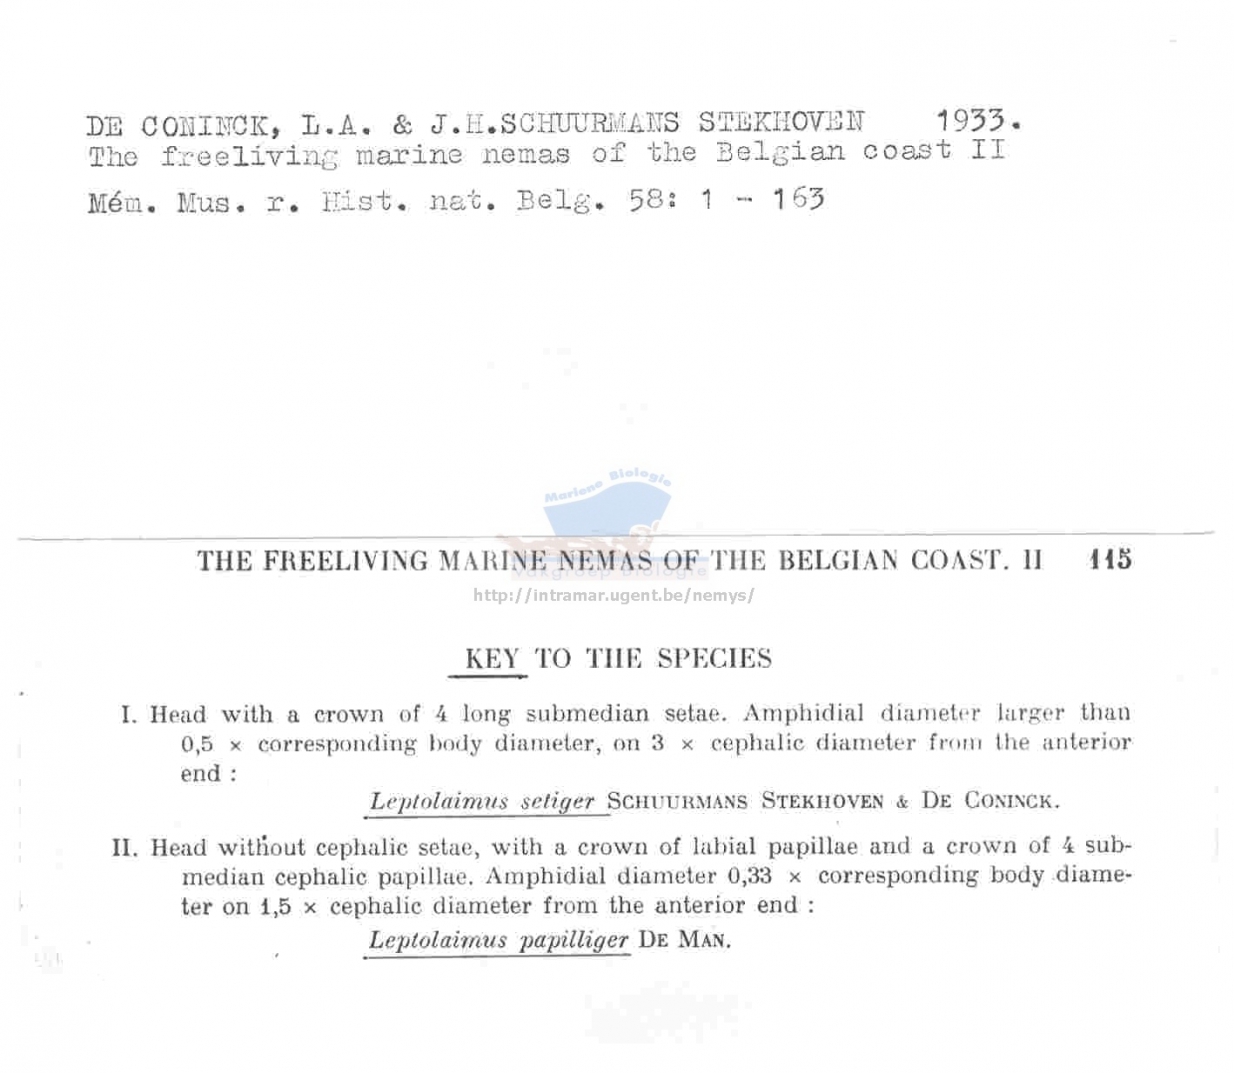 DE CONINCK, L.A. & J.H.SCHUURMANS STEKHOVEN 1933.
The freeliving marine nemas of the Belgian coast II
Mém. Mus. r. Hist. nat. Belg. 58: 1 - 163
Mariene Biologie
THE FREELIVING MARINE NEMAS OF THE BELGIAN COAST. II 115
Vakgroep Biologie
http://intramar.ugent.be/nemys/
KEY TO THE SPECIES
I. Head with a crown of 4 long submedian setae. Amphidial diameter larger than
0,5 × corresponding body diameter, on 3 × cephalic diameter from the anterior
end :
Leptolaimus setiger SCHUURMANS STEKHOVEN & DE CONINCK.
II. Head without cephalic setae, with a crown of labial papillae and a crown of 4 sub-
median cephalic papillae. Amphidial diameter 0,33 × corresponding body diame-
ter on 1,5 × cephalic diameter from the anterior end :
Leptolaimus papilliger DE MAN.